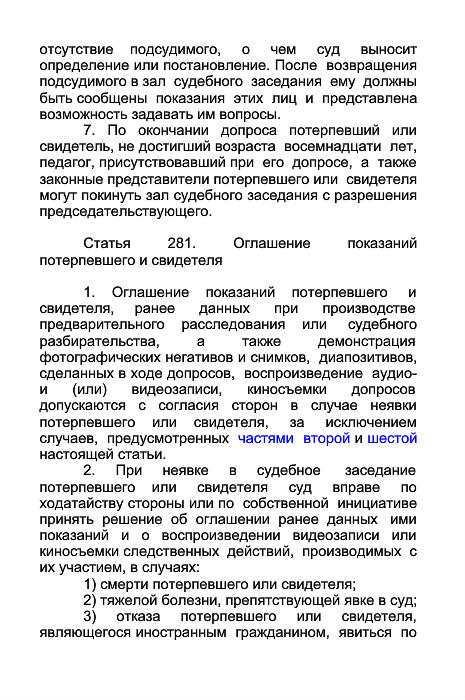 отсутствие подсудимого, о чем суд выносит
определение или постановление. После возвращения
подсудимого в зал судебного заседания ему должны
быть сообщены показания этих лиц и представлена
возможность задавать им вопросы.
7. По окончании допроса потерпевший или
свидетель, не достигший возраста восемнадцати лет,
педагог, присутствовавший при его допросе, а также
законные представители потерпевшего или свидетеля
могут покинуть зал судебного заседания с разрешения
председательствующего.
Статья 281. Оглашение показаний
потерпевшего и свидетеля
1. Оглашение показаний потерпевшего и
свидетеля, ранее данных при производстве
предварительного расследования или судебного
разбирательства, а также демонстрация
фотографических негативов и снимков, диапозитивов,
сделанных в ходе допросов, воспроизведение аудио-
и (или) видеозаписи, киносъемки допросов
допускаются с согласия сторон в случае неявки
потерпевшего или свидетеля, за исключением
случаев, предусмотренных частями второй и шестой
настоящей статьи.
2. При неявке в судебное заседание
потерпевшего или свидетеля суд вправе по
ходатайству стороны или по собственной инициативе
принять решение об оглашении ранее данных ими
показаний и о воспроизведении видеозаписи или
киносъемки следственных действий, производимых с
их участием, в случаях:
1) смерти потерпевшего или свидетеля;
2) тяжелой болезни, препятствующей явке в суд;
3) отказа потерпевшего или свидетеля,
являющегося иностранным гражданином, явиться по